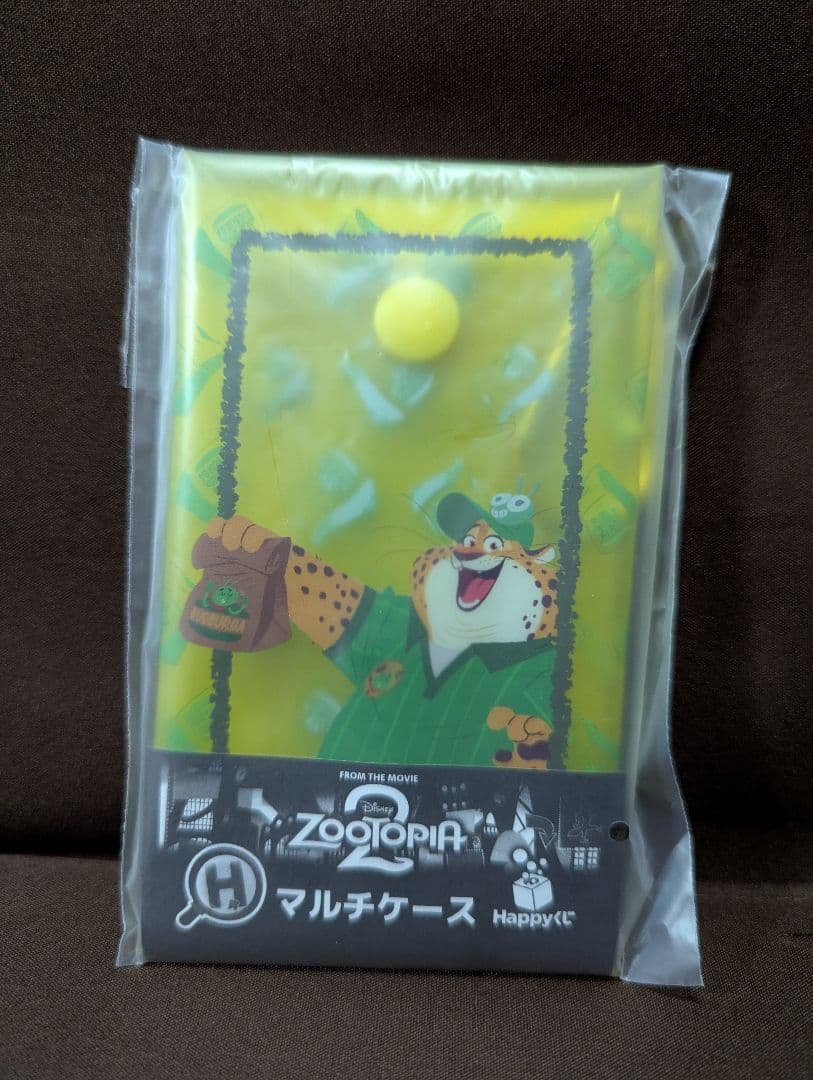 BUGBURGA
FROM THE MOVIE
Disney
ZOOTOPIA
2
H
マルチケース
Happyくじ